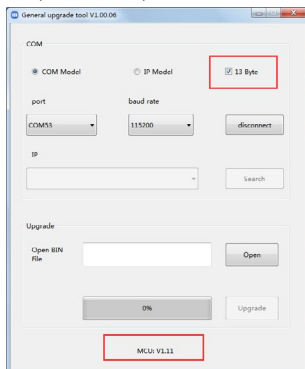 General upgrade tool V1.00.06
COM
COM Model
IP Model
13 Byte
port
baud rate
COM53
115200
disconnect
IP
Search
Upgrade
Open BIN
File
Open
0%
Upgrade
MCU: V1.11